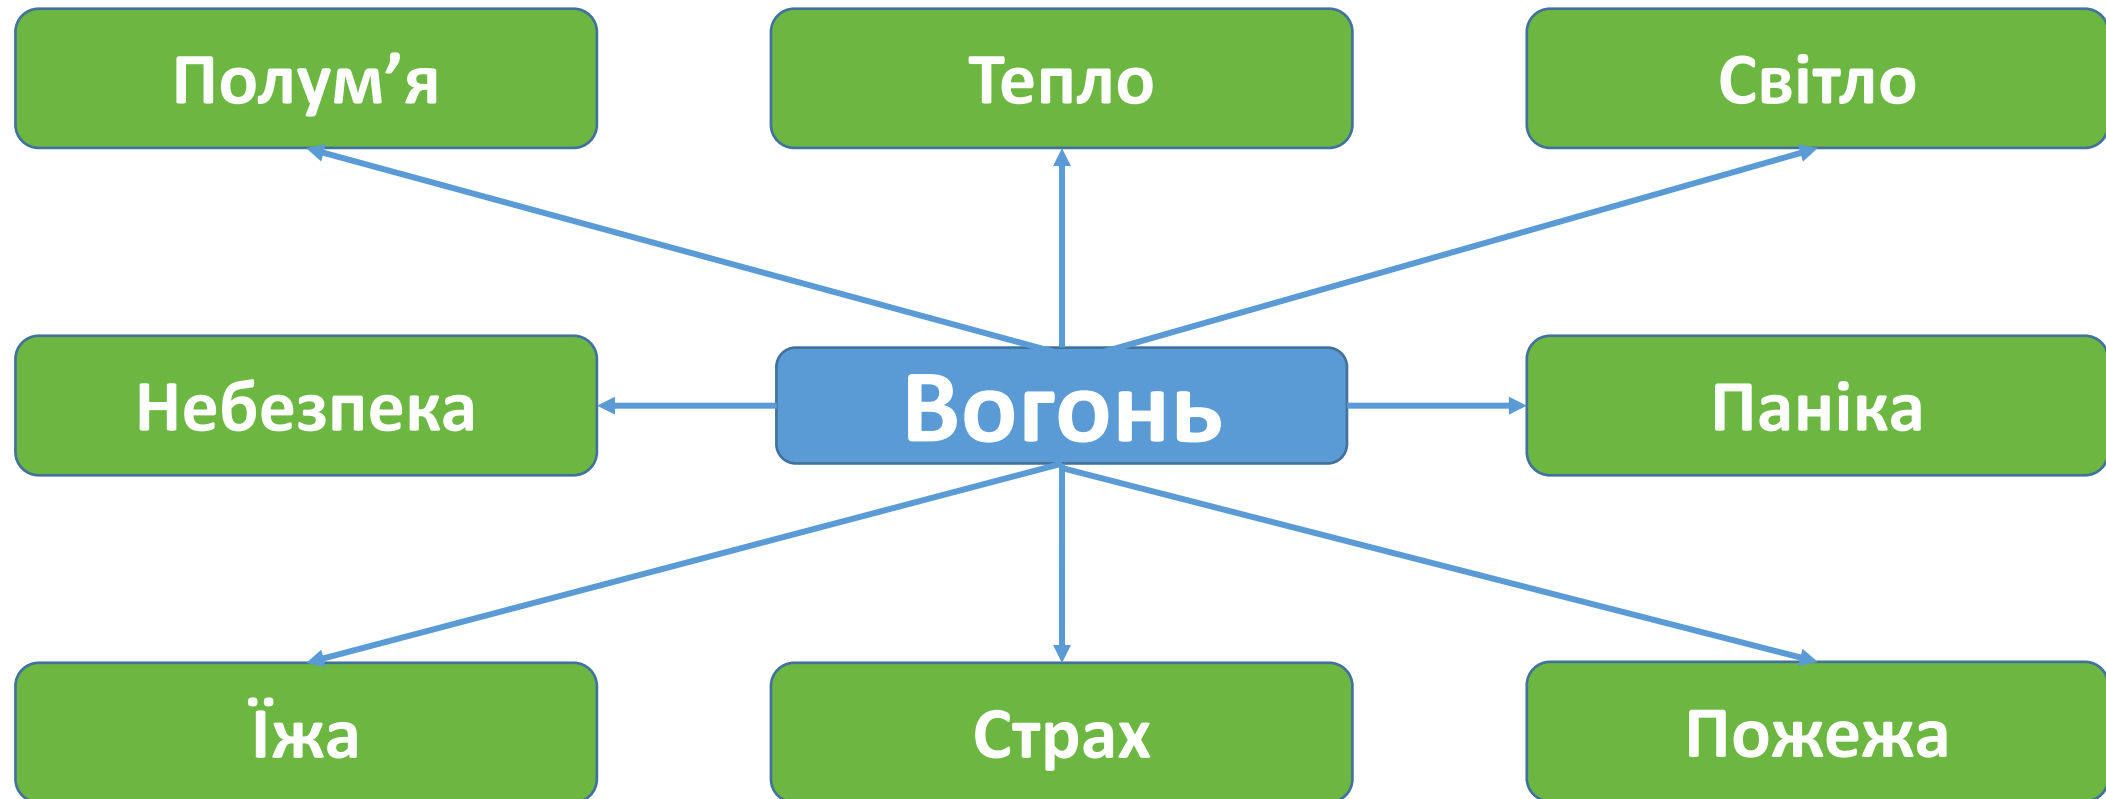 Полум’я
Тепло
Світло
Небезпека
Вогонь
Паніка
Їжа
Страх
Пожежа